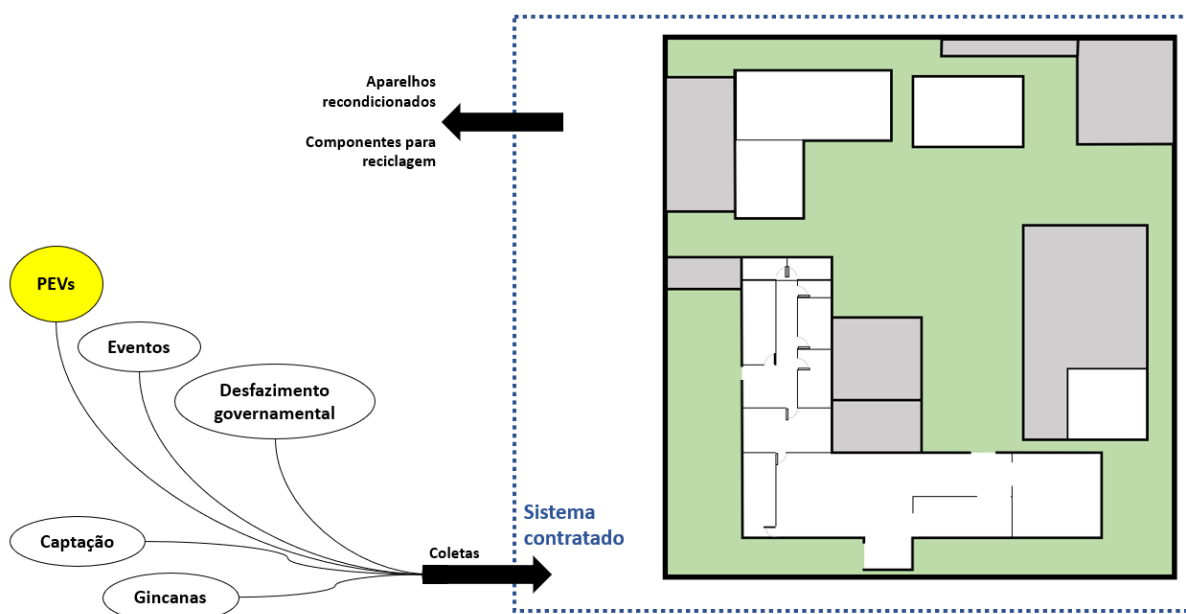 Aparelhos
recondicionados
Componentes para
reciclagem
PEVs
Eventos
Desfazimento
governamental
Captação
Gincanas
Coletas
Sistema
contratado